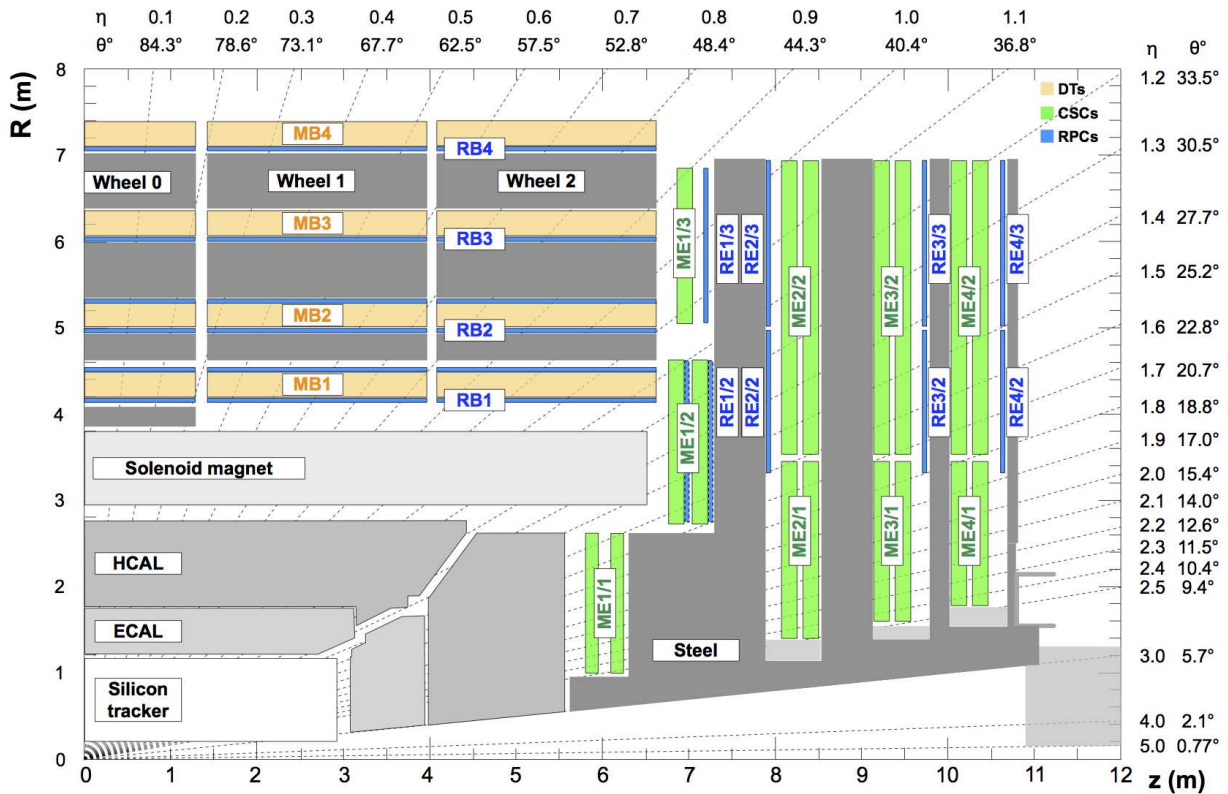 η 0.1 0.2 0.3 0.4 0.5 0.6 0.7 0.8 0.9 1.0 1.1
θ° 84.3° 78.6° 73.1° 67.7° 62.5° 57.5° 52.8° 48.4° 44.3° 40.4° 36.8° η θ°
R (m)
8
7
6
5
4
3
2
1
0
1.2 33.5°
1.3 30.5°
1.4 27.7°
1.5 25.2°
1.6 22.8°
1.7 20.7°
1.8 18.8°
1.9 17.0°
2.0 15.4°
2.1 14.0°
2.2 12.6°
2.3 11.5°
2.4 10.4°
2.5 9.4°
3.0 5.7°
4.0 2.1°
5.0 0.77°
DTs
CSCs
RPCs
MB4
RB4
Wheel 0
Wheel 1
Wheel 2
MB3
RB3
MB2
RB2
MB1
RB1
Solenoid magnet
HCAL
ECAL
Silicon
tracker
Steel
ME1/3
RE1/3
RE2/3
ME2/2
ME3/2
RE3/3
ME4/2
RE4/3
ME1/2
RE1/2
RE2/2
RE3/2
RE4/2
ME1/1
ME2/1
ME3/1
ME4/1
0 1 2 3 4 5 6 7 8 9 10 11 12
z (m)